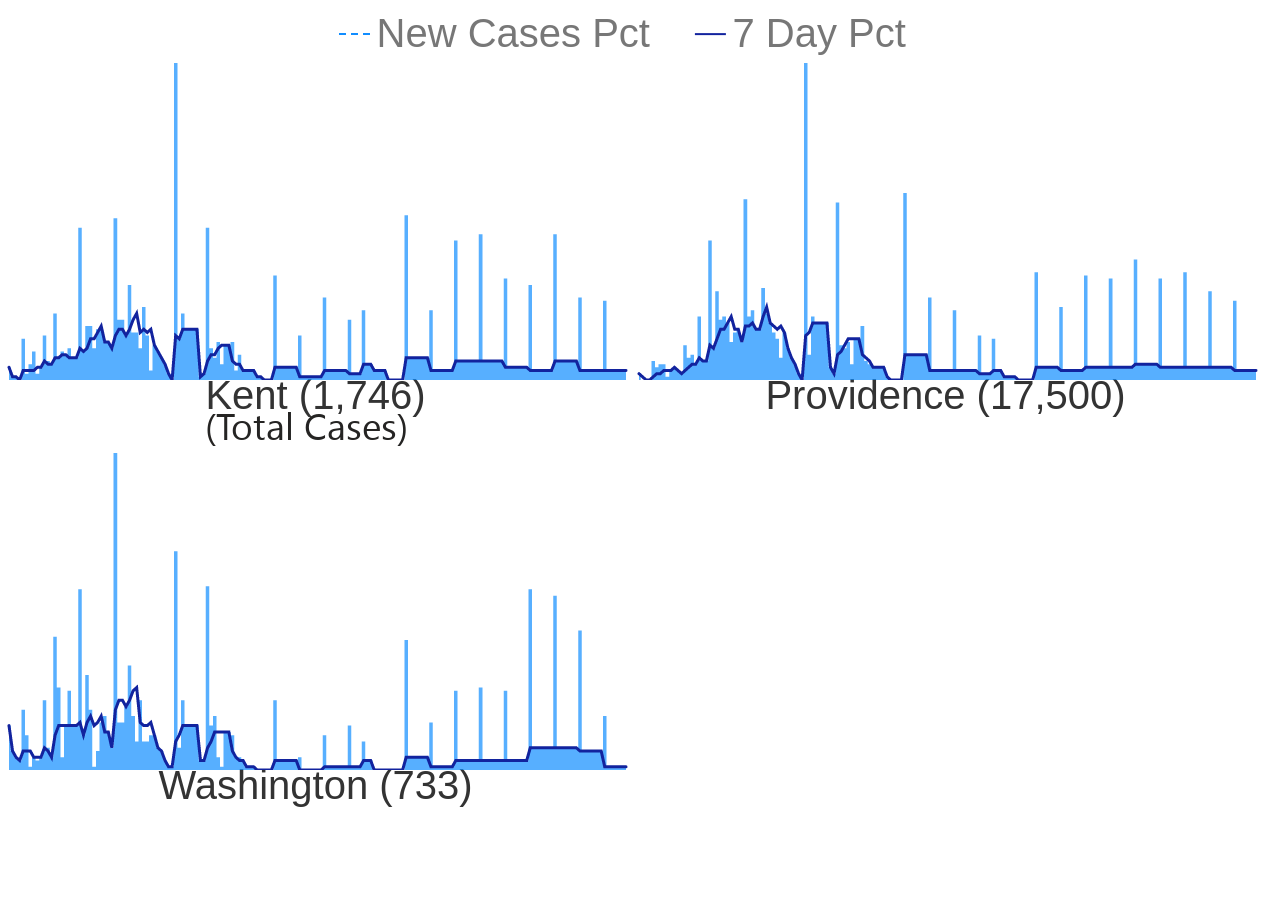 New Cases Pct 7 Day Pct
Kent (1,746) Providence (17,500)
(Total Cases)
Washington (733)